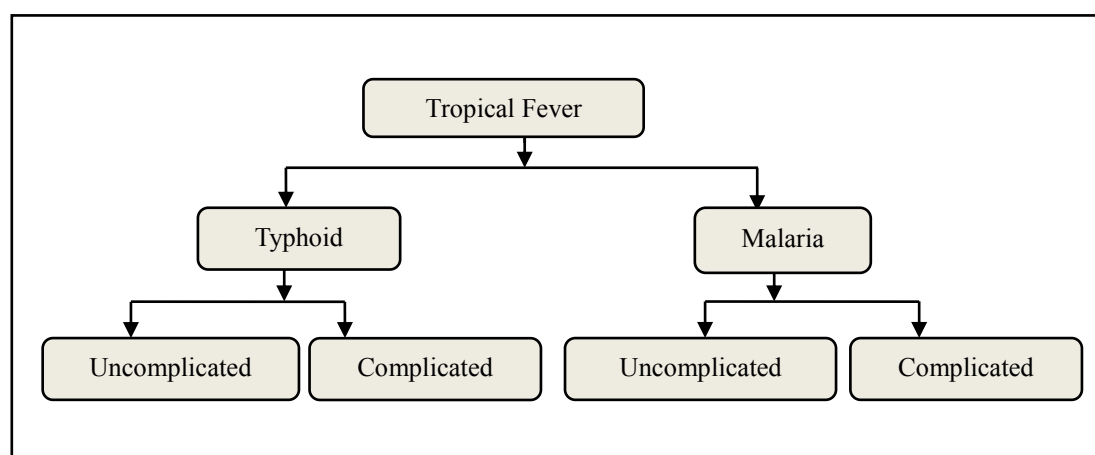 Tropical Fever
Typhoid
Malaria
Uncomplicated
Complicated
Uncomplicated
Complicated